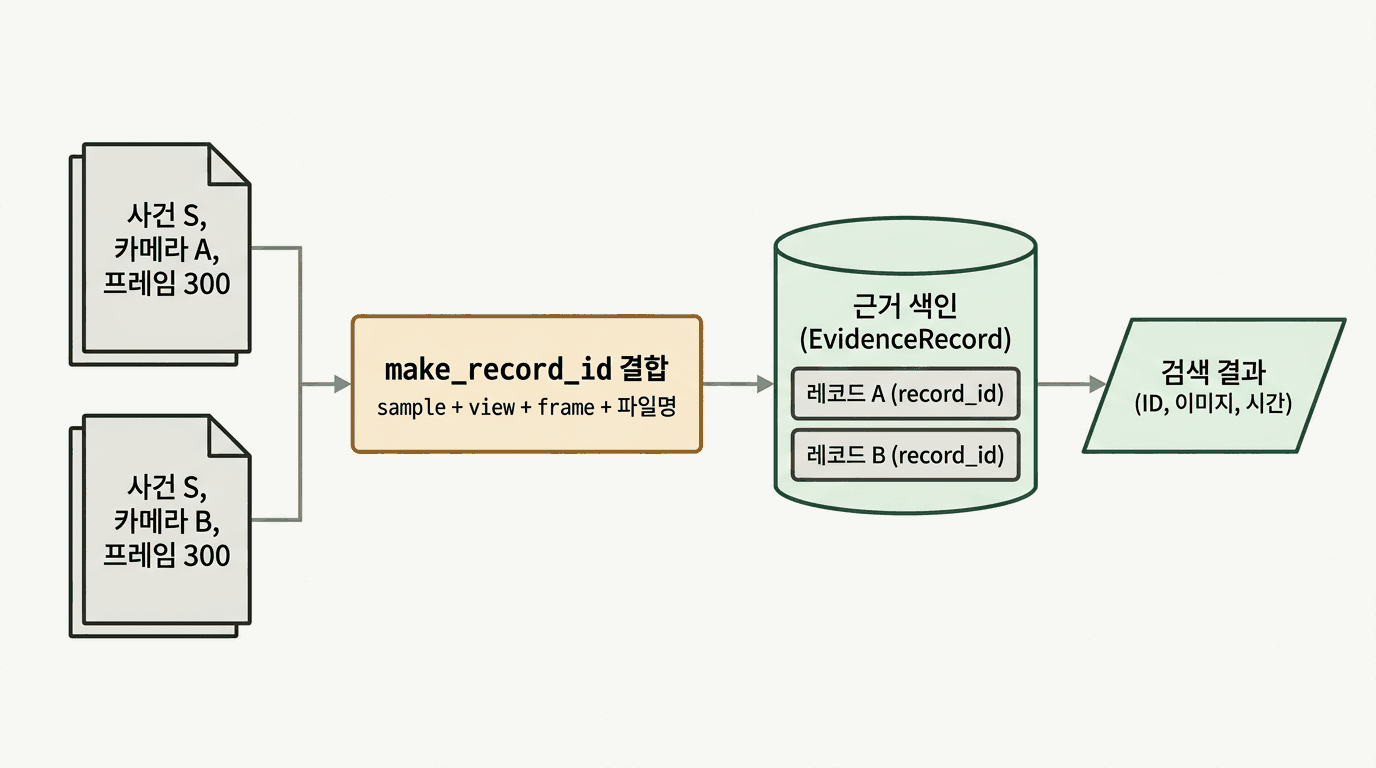 사건 S,
카메라 A,
프레임 300
사건 S,
카메라 B,
프레임 300
make_record_id 결합
sample + view + frame + 파일명
근거 색인
(EvidenceRecord)
레코드 A (record_id)
레코드 B (record_id)
검색 결과
(ID, 이미지, 시간)